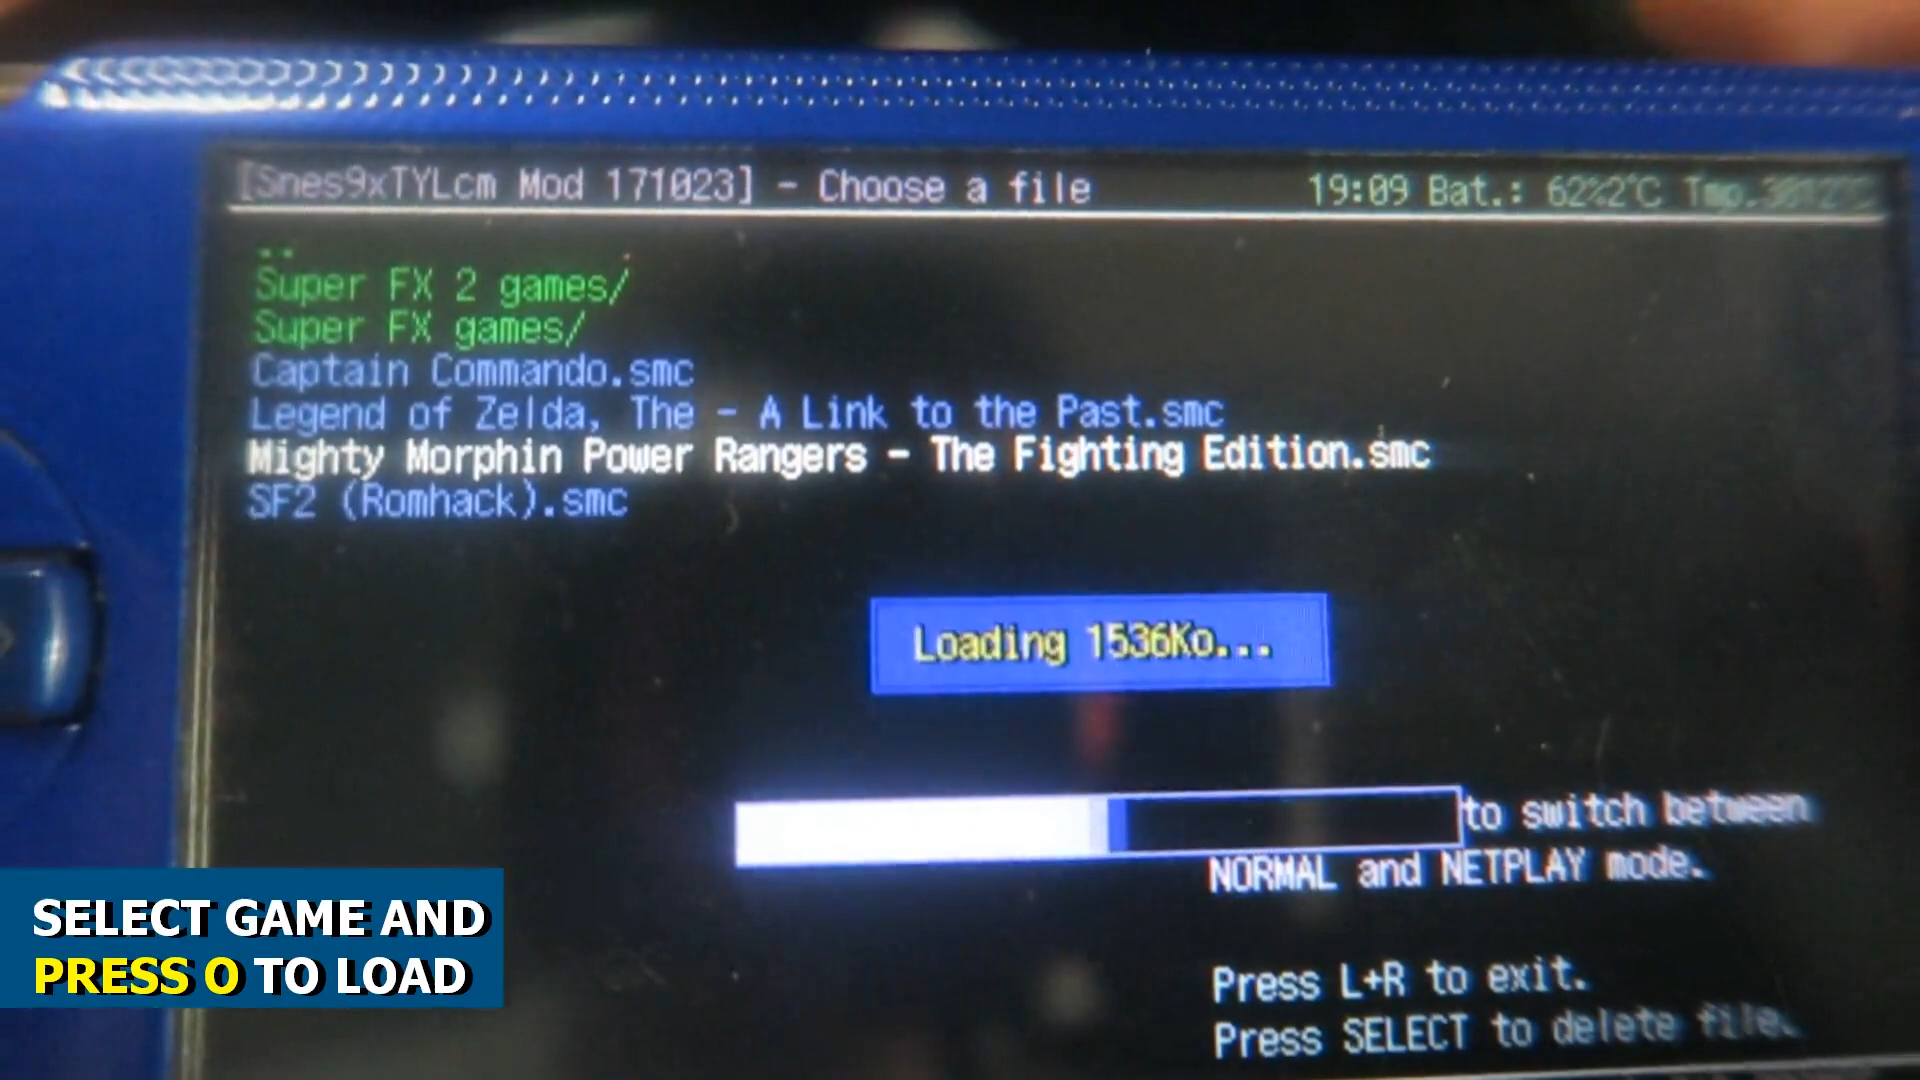 [Snes9xTYLcm Mod 171023] - Choose a file
19:09 Bat.: 62%2°C
..
Super FX 2 games/
Super FX games/
Captain Commando.smc
Legend of Zelda, The - A Link to the Past.smc
Mighty Morphin Power Rangers - The Fighting Edition.smc
SF2 (Romhack).smc
Loading 1536Ko...
to switch between
NORMAL and NETPLAY mode.
Press L+R to exit.
Press SELECT to delete file.
SELECT GAME AND
PRESS O TO LOAD